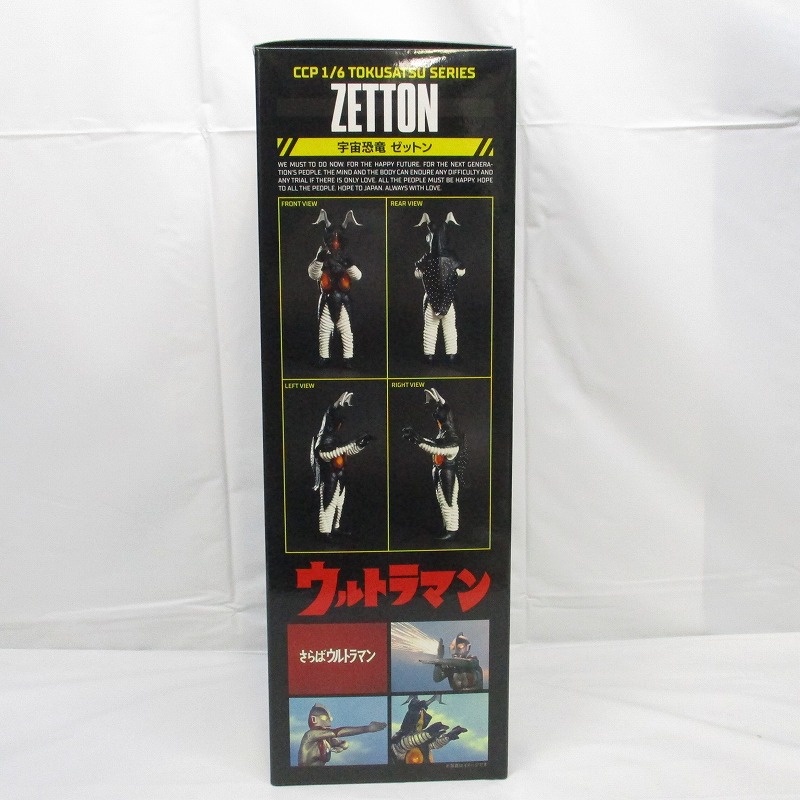 CCP 1/6 TOKUSATSU SERIES
ZETTON
宇宙恐竜 ゼットン
WE MUST TO DO NOW. FOR THE HAPPY FUTURE. FOR THE NEXT GENERA-
TION'S PEOPLE. THE MIND AND THE BODY CAN ENDURE ANY DIFFICULTY AND
ANY TRIAL IF THERE IS ONLY LOVE. ALL THE PEOPLE MUST BE HAPPY. HOPE
TO ALL THE PEOPLE. HOPE TO JAPAN. ALWAYS WITH LOVE.
FRONT VIEW
REAR VIEW
LEFT VIEW
RIGHT VIEW
ウルトラマン
さらばウルトラマン